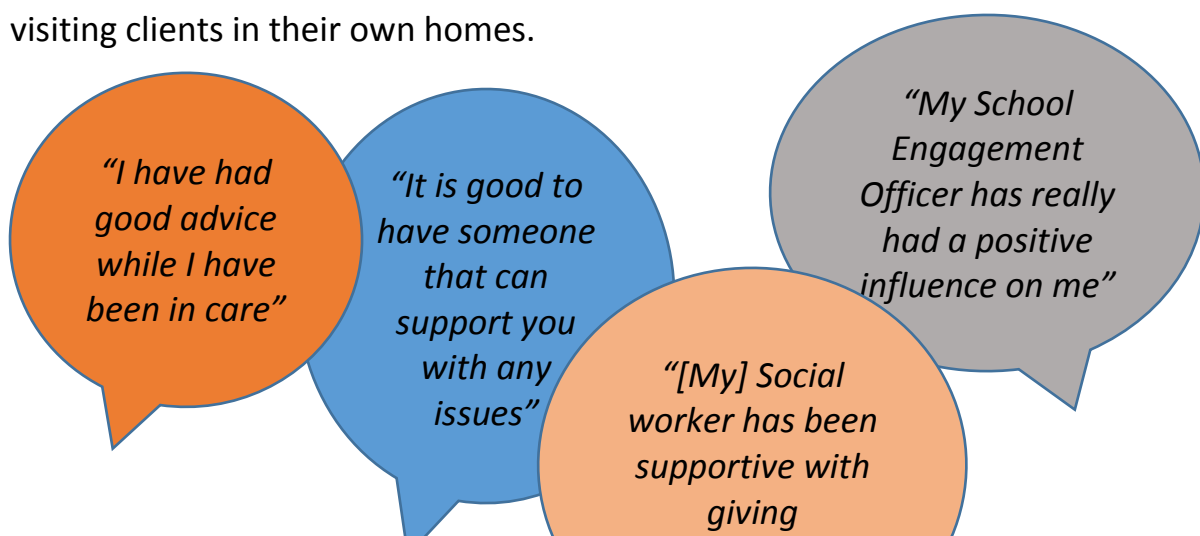 visiting clients in their own homes.
“I have had
good advice
while I have
been in care”
“It is good to
have someone
that can
support you
with any
issues”
“[My] Social
worker has been
supportive with
giving
“My School
Engagement
Officer has really
had a positive
influence on me”